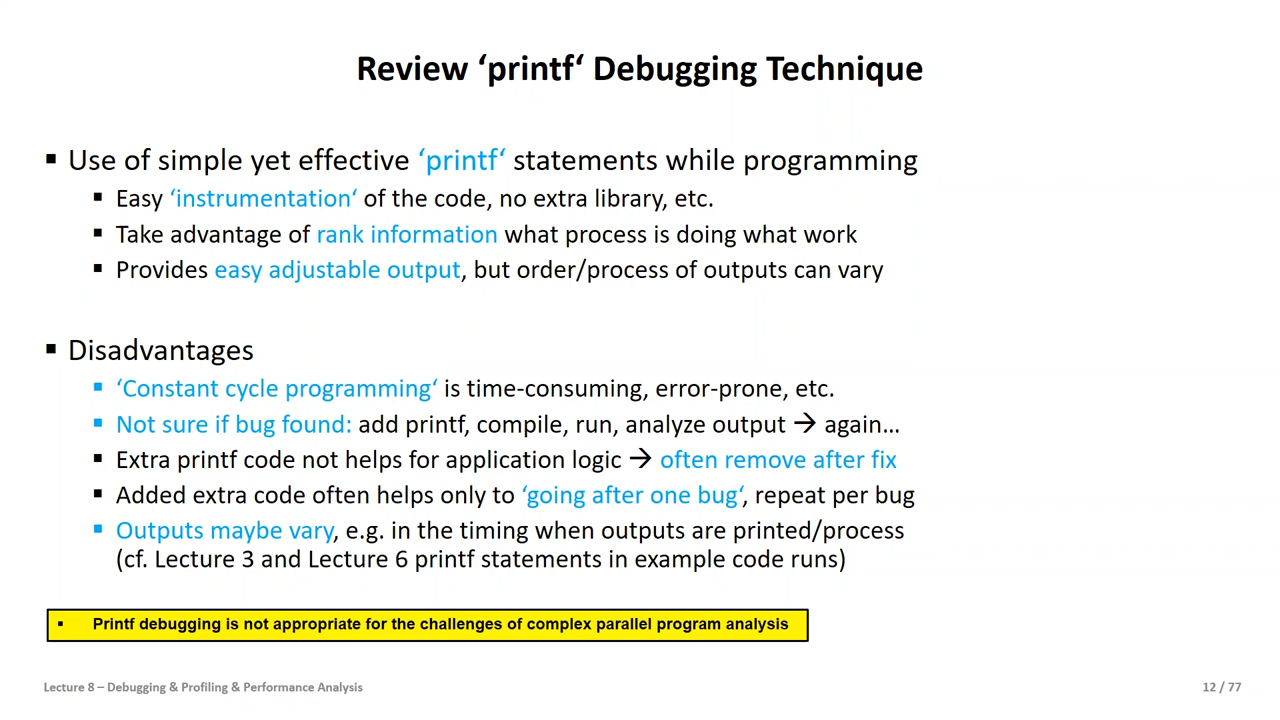 Review ‘printf‘ Debugging Technique
▪ Use of simple yet effective ‘printf‘ statements while programming
▪ Easy ‘instrumentation‘ of the code, no extra library, etc.
▪ Take advantage of rank information what process is doing what work
▪ Provides easy adjustable output, but order/process of outputs can vary
▪ Disadvantages
▪ ‘Constant cycle programming‘ is time-consuming, error-prone, etc.
▪ Not sure if bug found: add printf, compile, run, analyze output → again…
▪ Extra printf code not helps for application logic → often remove after fix
▪ Added extra code often helps only to ‘going after one bug‘, repeat per bug
▪ Outputs maybe vary, e.g. in the timing when outputs are printed/process
(cf. Lecture 3 and Lecture 6 printf statements in example code runs)
▪ Printf debugging is not appropriate for the challenges of complex parallel program analysis
Lecture 8 – Debugging & Profiling & Performance Analysis
12 / 77